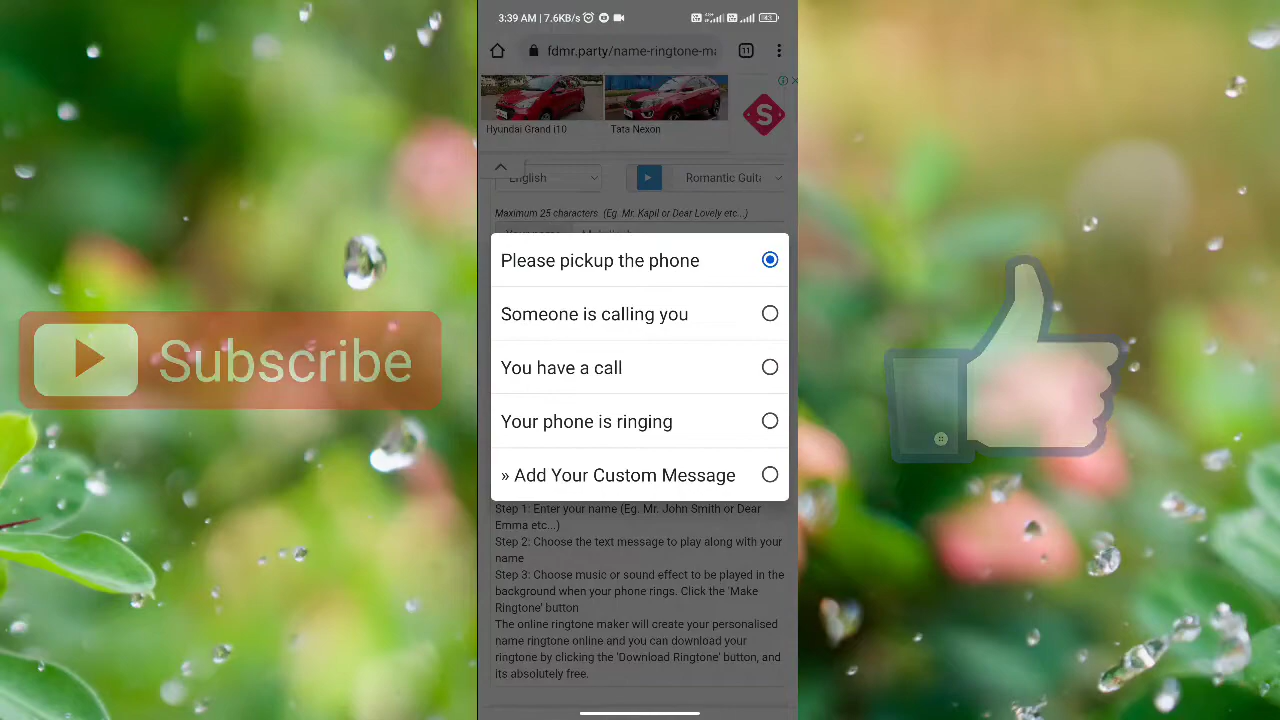 3:39 AM | 7.6KB/s
fdmr.party/name-ringtone-ma
11
Hyundai Grand i10
Tata Nexon
S
English
Romantic Guita
Maximum 25 characters. (Eg. Mr. Kapil or Dear Lovely etc...)
Please pickup the phone
Someone is calling you
You have a call
Your phone is ringing
» Add Your Custom Message
Step 1: Enter your name (Eg. Mr. John Smith or Dear
Emma etc...)
Step 2: Choose the text message to play along with your
name
Step 3: Choose music or sound effect to be played in the
background when your phone rings. Click the 'Make
Ringtone' button
The online ringtone maker will create your personalised
name ringtone online and you can download your
ringtone by clicking the 'Download Ringtone' button, and
its absolutely free.
Subscribe